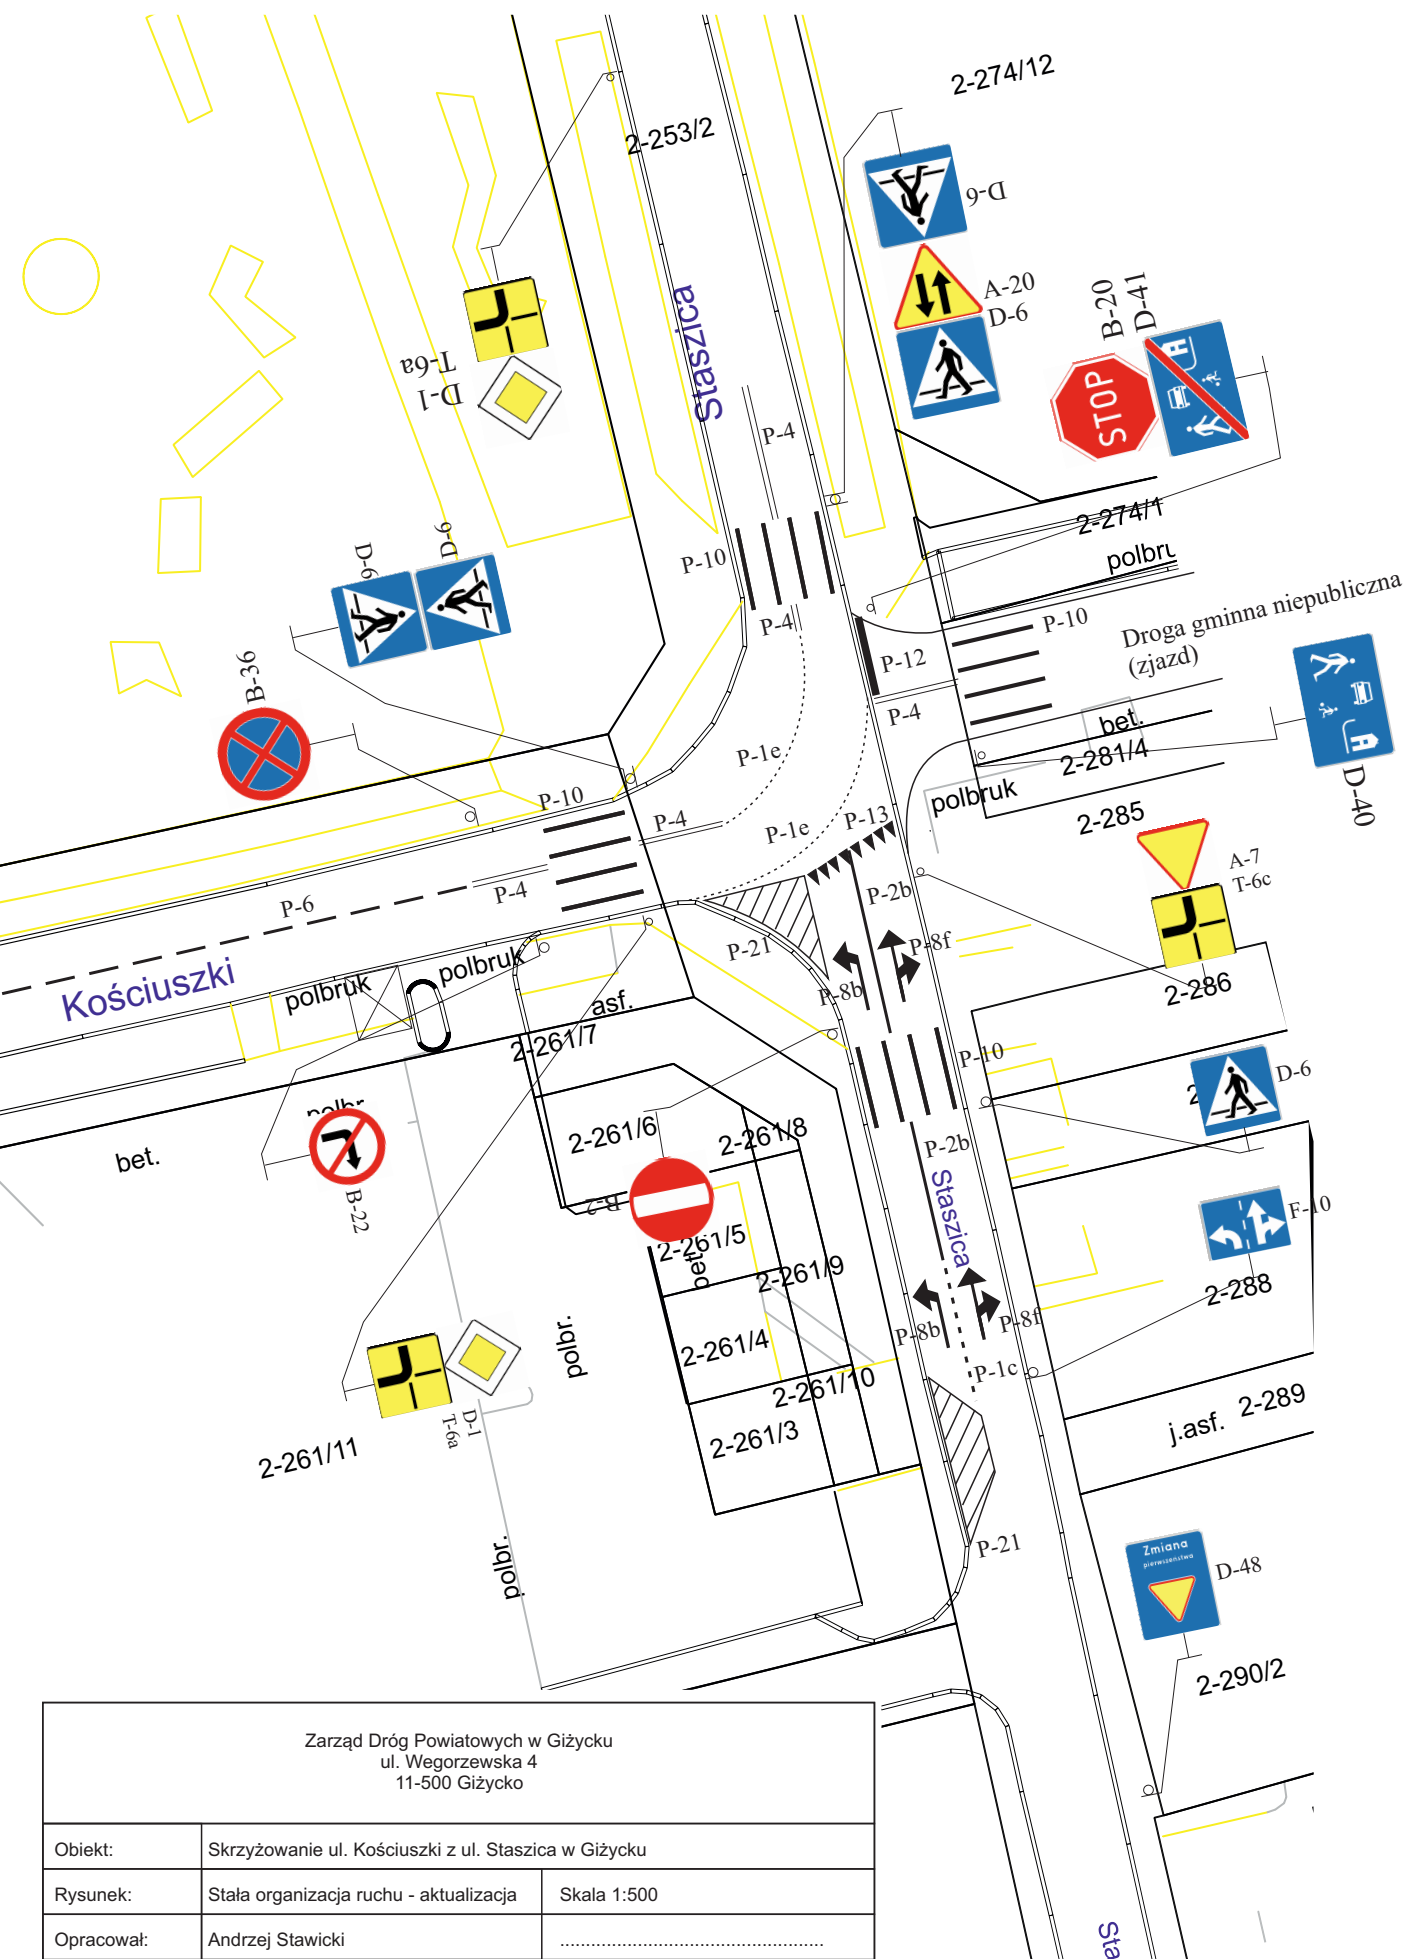 2-274/12
2-253/2
D-6
A-20
D-6
B-20
D-41
STOP
T-6a
D-1
Staszica
P-4
2-274/1
polbru
P-10
D-6
D-6
P-4
P-10
Droga gminna niepubliczna
(zjazd)
P-12
P-4
B-36
bet.
2-281/4
D-40
P-1e
P-10
P-4
polbruk
2-285
P-1e
P-13
A-7
T-6c
P-4
P-6
P-2b
P-21
P-8f
P-8b
2-286
Kościuszki
polbruk
polbruk
asf.
2-261/7
P-10
D-6
polbr
bet.
B-22
2-261/6
2-261/8
P-2b
Staszica
B-2
2-261/5
bet.
2-261/9
F-10
2-288
P-8b
P-8f
2-261/4
polbr.
P-1c
2-261/10
D-1
T-6a
2-261/3
2-261/11
j.asf.
2-289
P-21
polbr.
Zmiana
pierwszeństwa
D-48
2-290/2
Sta
Zarząd Dróg Powiatowych w Giżycku
ul. Wegorzewska 4
11-500 Giżycko
Obiekt:
Skrzyżowanie ul. Kościuszki z ul. Staszica w Giżycku
Rysunek:
Stała organizacja ruchu - aktualizacja
Skala 1:500
Opracował:
Andrzej Stawicki
....................................................